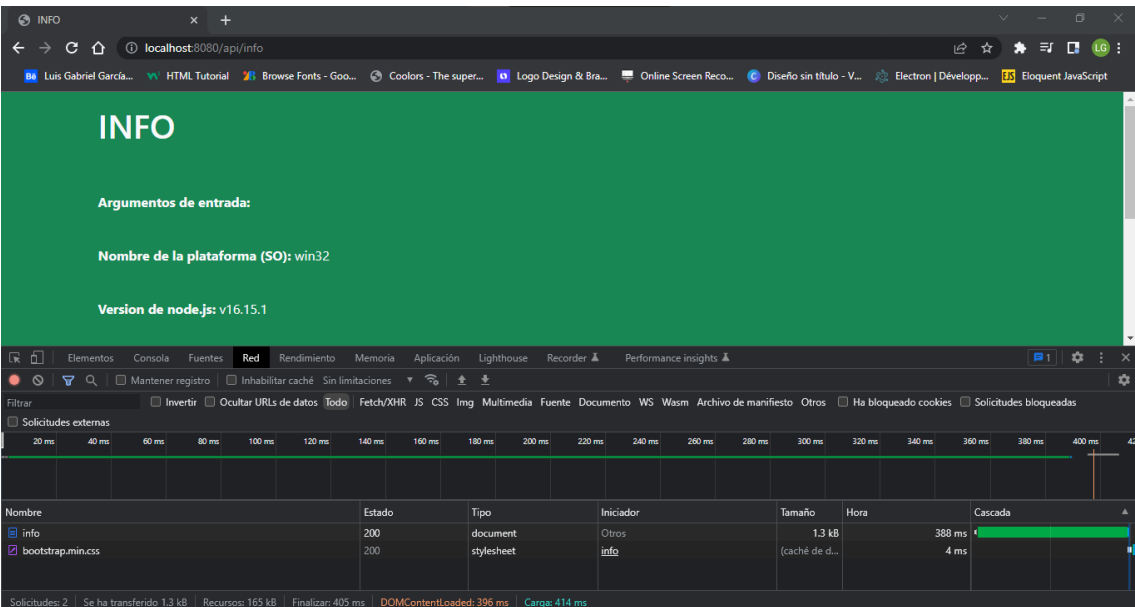 INFO
localhost:8080/api/info
LG
Bē Luis Gabriel García... HTML Tutorial Browse Fonts - Goo... Coolors - The super... Logo Design & Bra... Online Screen Reco... Diseño sin título - V... Electron | Développ... EJS Eloquent JavaScript
INFO
Argumentos de entrada:
Nombre de la plataforma (SO): win32
Version de node.js: v16.15.1
Elementos Consola Fuentes Red Rendimiento Memoria Aplicación Lighthouse Recorder Performance insights 1
Mantener registro Inhabilitar caché Sin limitaciones
Filtrar Invertir Ocultar URLs de datos Todo Fetch/XHR JS CSS Img Multimedia Fuente Documento WS Wasm Archivo de manifiesto Otros Ha bloqueado cookies Solicitudes bloqueadas
Solicitudes externas
20 ms 40 ms 60 ms 80 ms 100 ms 120 ms 140 ms 160 ms 180 ms 200 ms 220 ms 240 ms 260 ms 280 ms 300 ms 320 ms 340 ms 360 ms 380 ms 400 ms 42
Nombre Estado Tipo Iniciador Tamaño Hora Cascada
info 200 document Otros 1.3 kB 388 ms
bootstrap.min.css 200 stylesheet info (caché de d... 4 ms
Solicitudes: 2 Se ha transferido 1.3 kB Recursos: 165 kB Finalizar: 405 ms DOMContentLoaded: 396 ms Carga: 414 ms